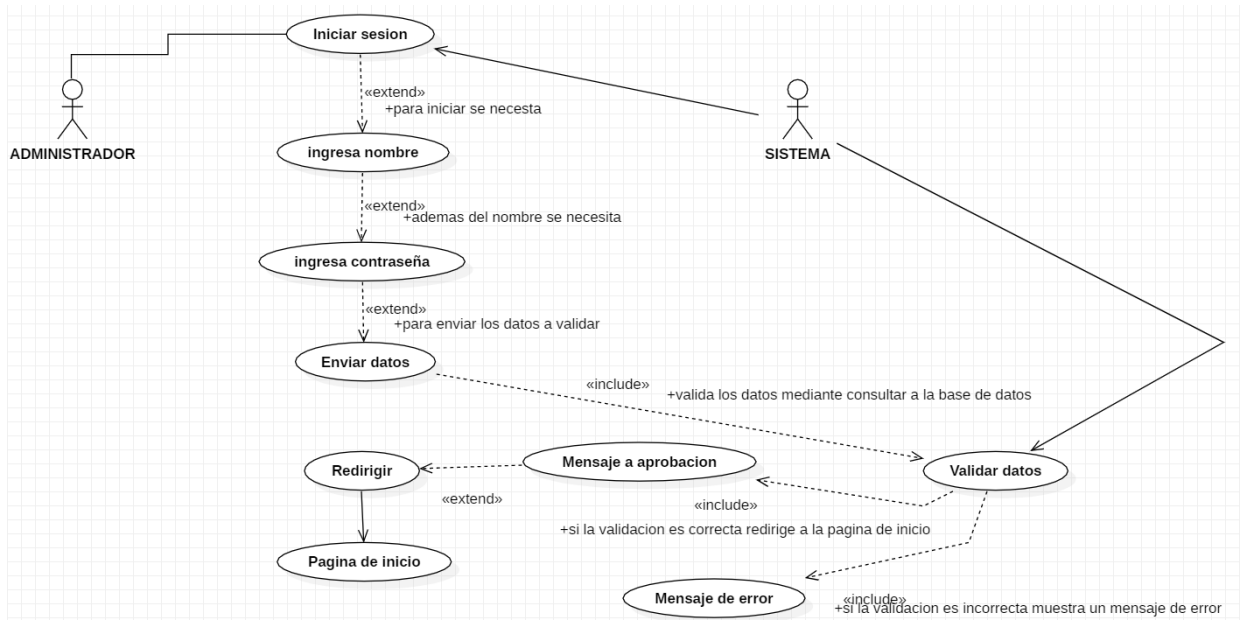 Iniciar sesion
«extend»
+para iniciar se necesta
ADMINISTRADOR
SISTEMA
ingresa nombre
«extend»
+ademas del nombre se necesita
ingresa contraseña
«extend»
+para enviar los datos a validar
Enviar datos
«include»
+valida los datos mediante consultar a la base de datos
Mensaje a aprobacion
Redirigir
Validar datos
«extend»
«include»
+si la validacion es correcta redirige a la pagina de inicio
Pagina de inicio
Mensaje de error
«include»
+si la validacion es incorrecta muestra un mensaje de error